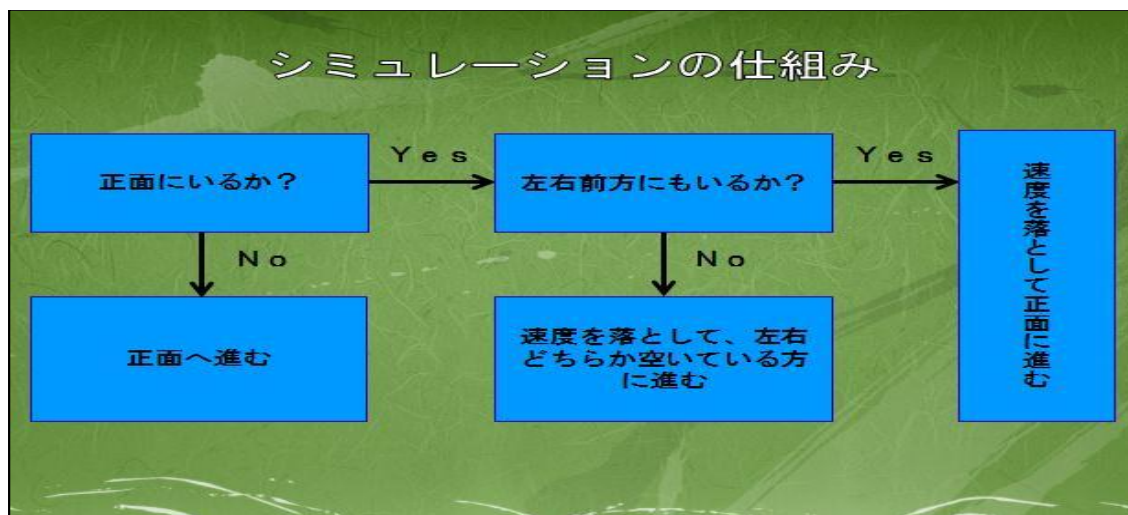 シミュレーションの仕組み
正面にいるか？
Ｙｅｓ
左右前方にもいるか？
Ｙｅｓ
速度を落として正面に進む
Ｎｏ
Ｎｏ
正面へ進む
速度を落として、左右
どちらか空いている方
に進む